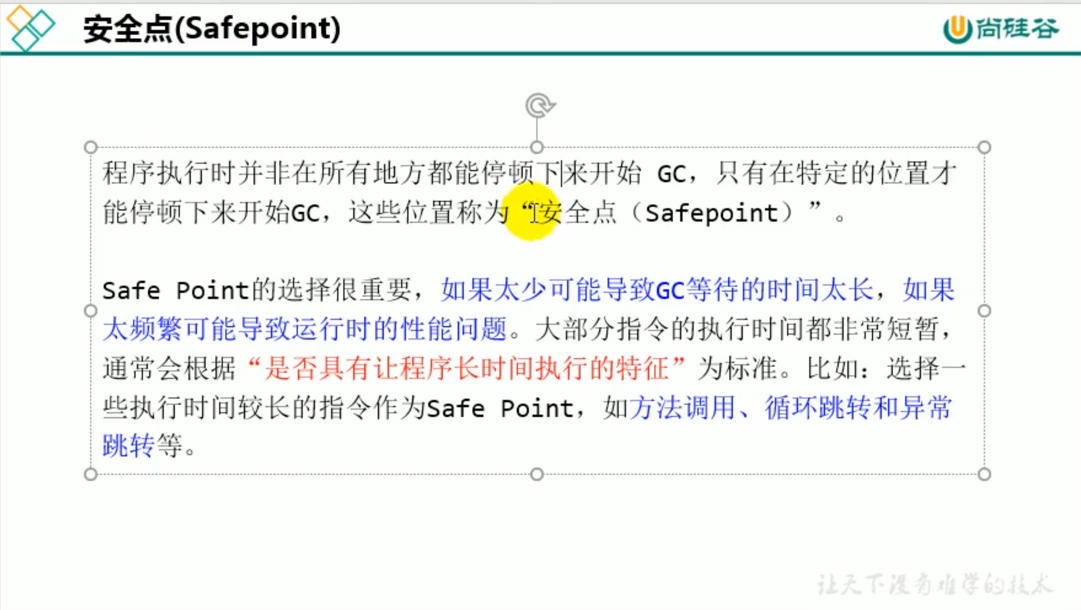 安全点(Safepoint)
尚硅谷
程序执行时并非在所有地方都能停顿下来开始 GC，只有在特定的位置才
能停顿下来开始GC，这些位置称为“安全点（Safepoint）”。
Safe Point的选择很重要，如果太少可能导致GC等待的时间太长，如果
太频繁可能导致运行时的性能问题。大部分指令的执行时间都非常短暂，
通常会根据“是否具有让程序长时间执行的特征”为标准。比如：选择一
些执行时间较长的指令作为Safe Point，如方法调用、循环跳转和异常
跳转等。
让天下没有难学的技术